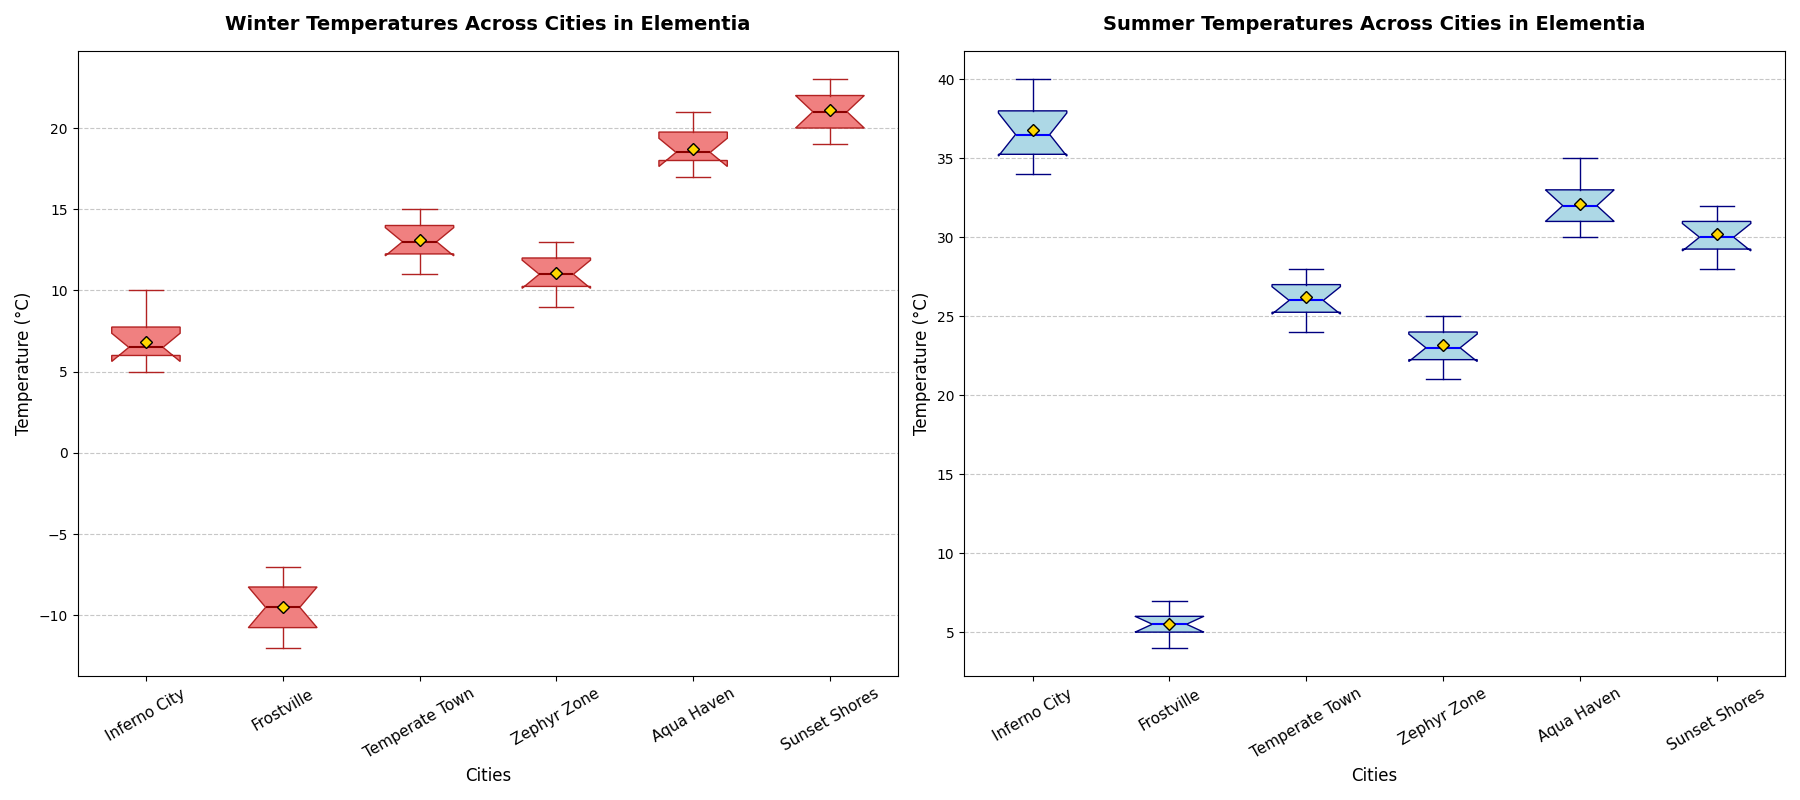 Winter Temperatures Across Cities in Elementia
Temperature (°C)
20
15
10
5
0
−5
−10
Inferno City
Frostville
Temperate Town
Zephyr Zone
Aqua Haven
Sunset Shores
Cities
Summer Temperatures Across Cities in Elementia
Temperature (°C)
40
35
30
25
20
15
10
5
Inferno City
Frostville
Temperate Town
Zephyr Zone
Aqua Haven
Sunset Shores
Cities